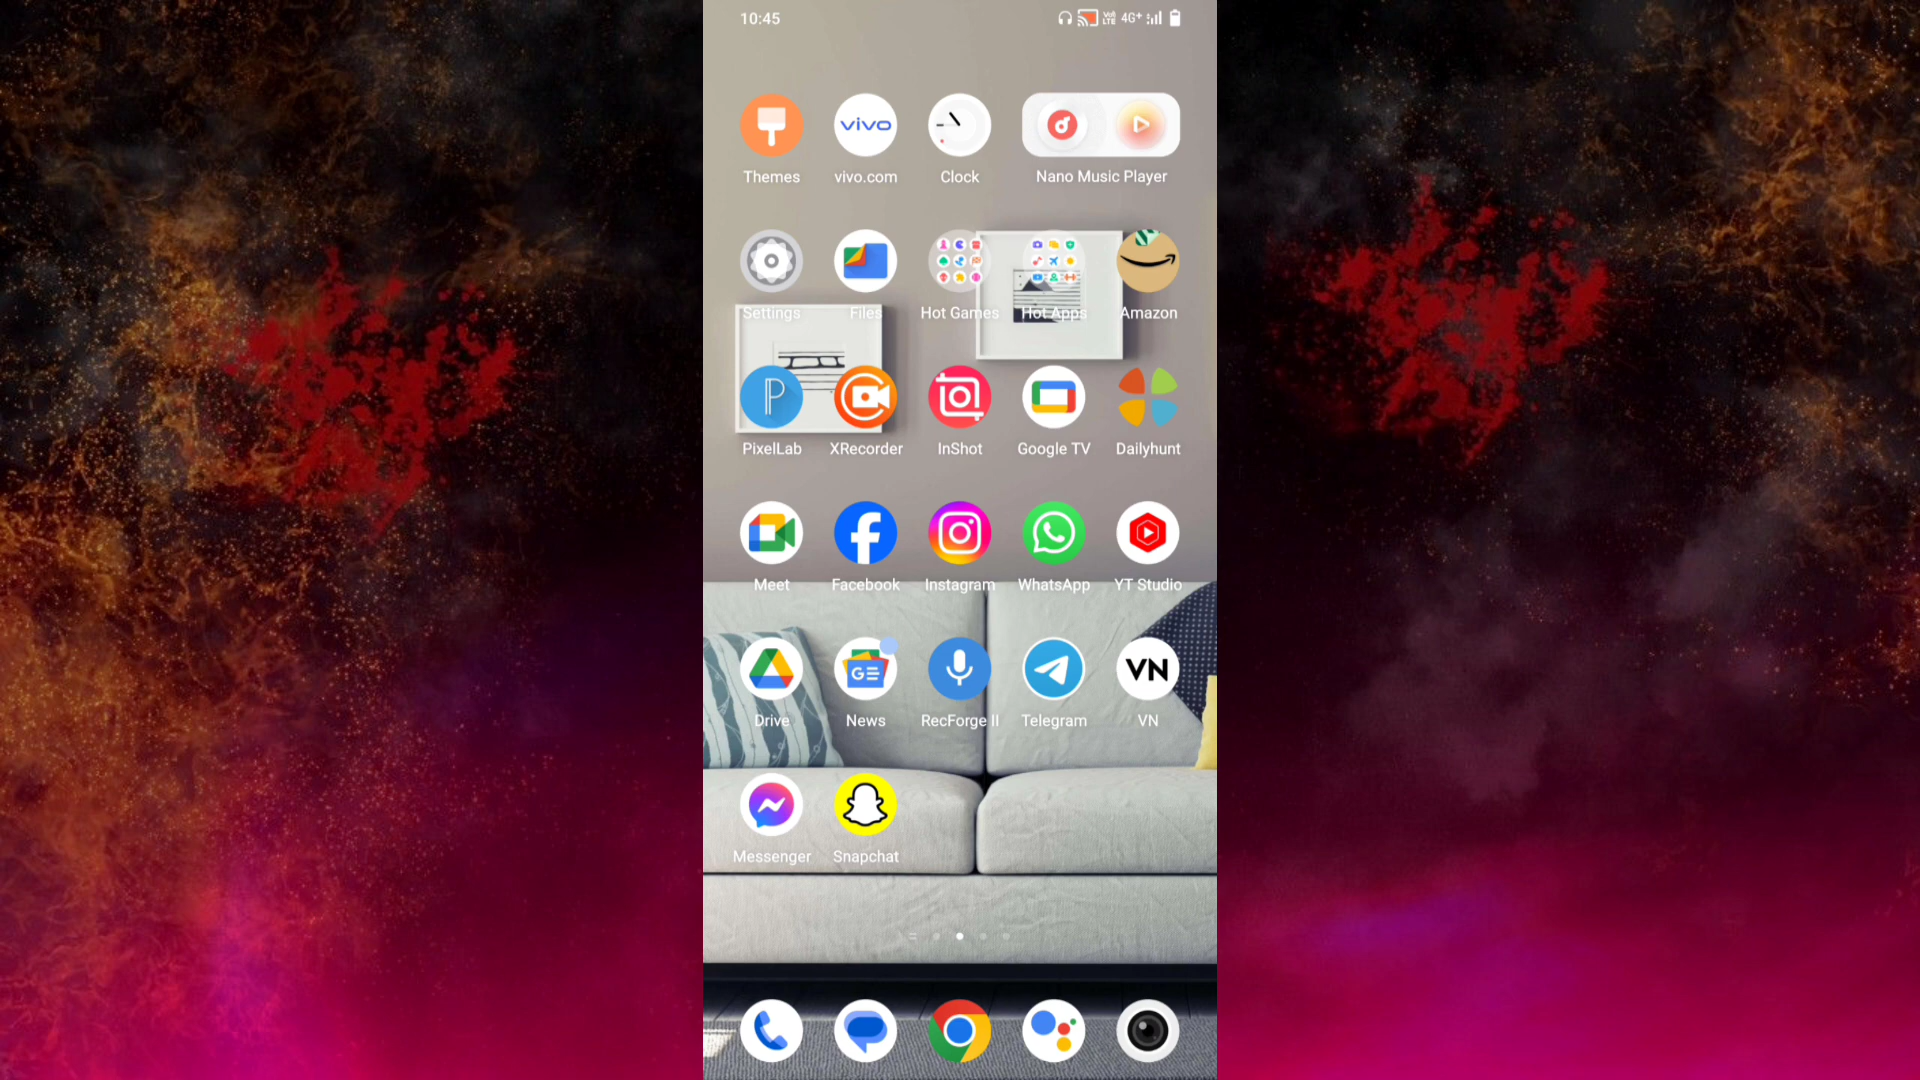 10:45
VoLTE 4G+
vivo
Themes
vivo.com
Clock
Nano Music Player
Settings
Files
Hot Games
Hot Apps
Amazon
PixelLab
XRecorder
InShot
Google TV
Dailyhunt
Meet
Facebook
Instagram
WhatsApp
YT Studio
GE
VN
Drive
News
RecForge II
Telegram
VN
Messenger
Snapchat